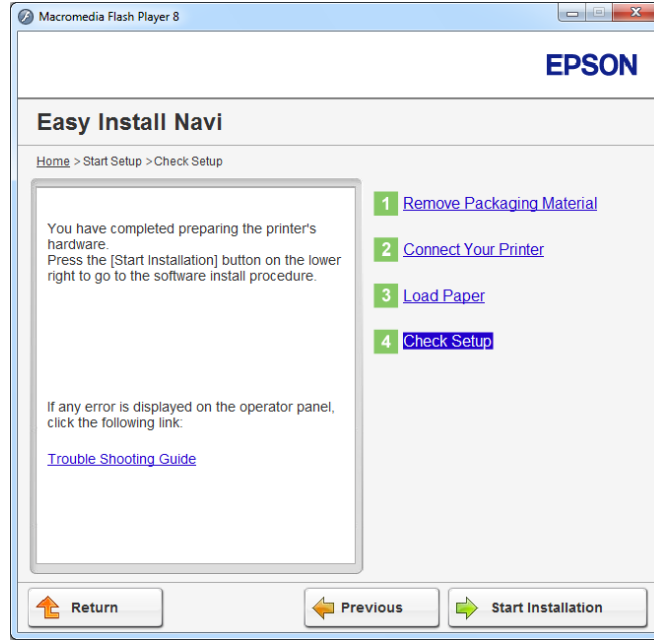 Macromedia Flash Player 8
EPSON
Easy Install Navi
Home > Start Setup >Check Setup
You have completed preparing the printer's
hardware.
Press the [Start Installation] button on the lower
right to go to the software install procedure.
If any error is displayed on the operator panel,
click the following link:
Trouble Shooting Guide
1 Remove Packaging Material
2 Connect Your Printer
3 Load Paper
4 Check Setup
Return
Previous
Start Installation